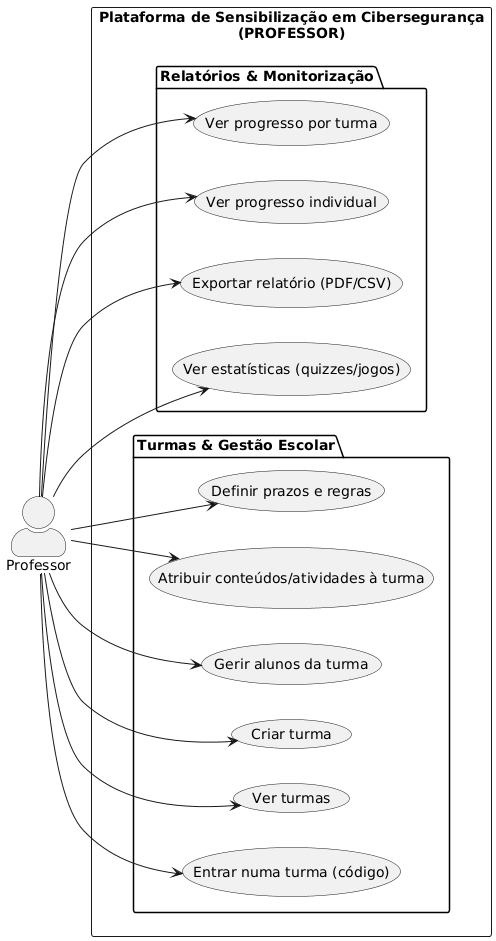 Plataforma de Sensibilização em Cibersegurança
(PROFESSOR)
Relatórios & Monitorização
Ver progresso por turma
Ver progresso individual
Exportar relatório (PDF/CSV)
Ver estatísticas (quizzes/jogos)
Turmas & Gestão Escolar
Definir prazos e regras
Professor
Atribuir conteúdos/atividades à turma
Gerir alunos da turma
Criar turma
Ver turmas
Entrar numa turma (código)